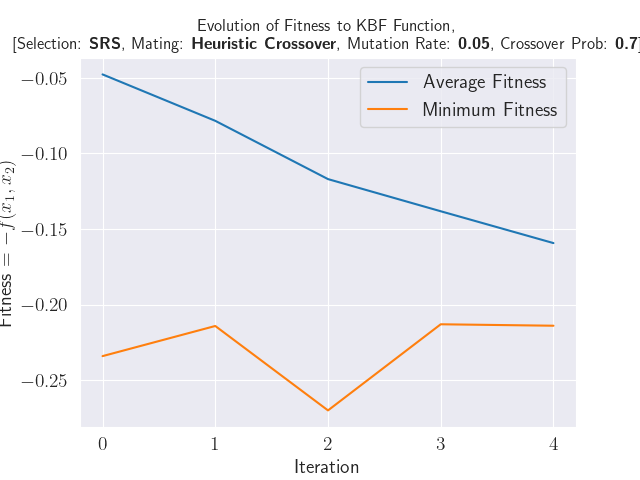 Evolution of Fitness to KBF Function,
[Selection: SRS, Mating: Heuristic Crossover, Mutation Rate: 0.05, Crossover Prob: 0.7]
Average Fitness
Minimum Fitness
Fitness = −f(x₁, x₂)
−0.05
−0.10
−0.15
−0.20
−0.25
0 1 2 3 4
Iteration